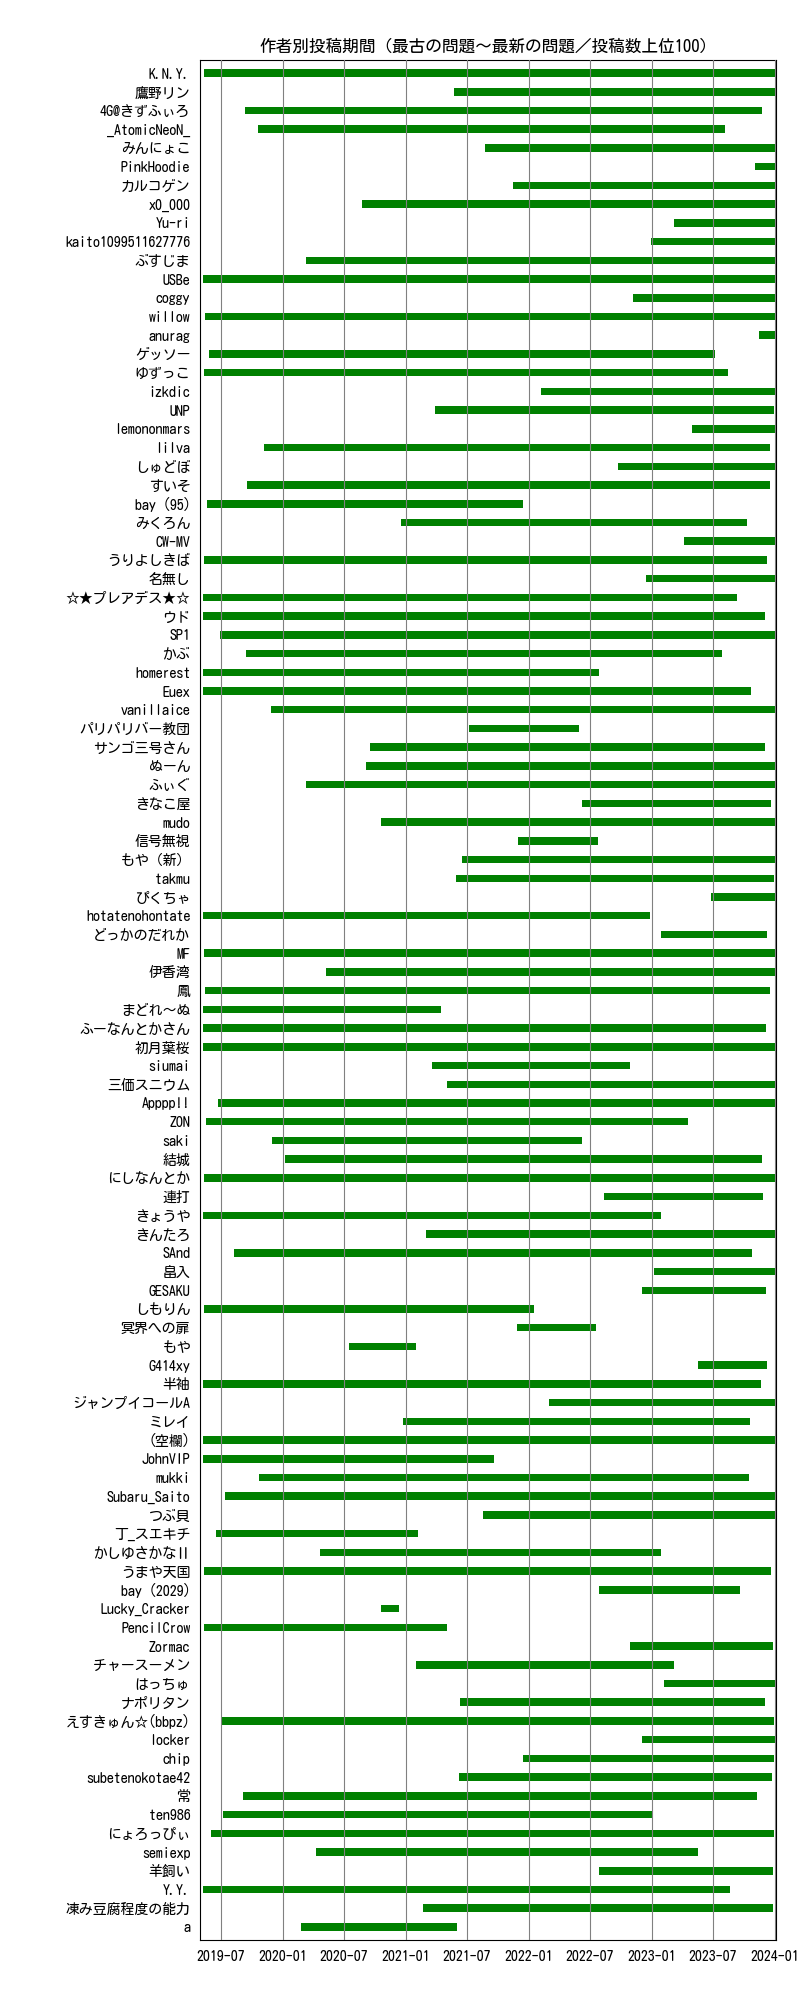 作者別投稿期間（最古の問題～最新の問題／投稿数上位100）
K.N.Y.
鷹野リン
4G@きずふぃろ
_AtomicNeoN_
みんにょこ
PinkHoodie
カルコゲン
x0_000
Yu-ri
kaito1099511627776
ぶすじま
USBe
coggy
willow
anurag
ゲッソー
ゆずっこ
izkdic
UNP
lemononmars
lilva
しゅどぼ
すいそ
bay (95)
みくろん
CW-MV
うりよしきば
名無し
☆★プレアデス★☆
ウド
SP1
かぶ
homerest
Euex
vanillaice
パリパリバー教団
サンゴ三号さん
ぬーん
ふぃぐ
きなこ屋
mudo
信号無視
もや（新）
takmu
ぴくちゃ
hotatenohontate
どっかのだれか
MF
伊香湾
鳳
まどれ～ぬ
ふーなんとかさん
初月葉桜
siumai
三価スニウム
Appppll
ZON
saki
結城
にしなんとか
連打
きょうや
きんたろ
SAnd
畠入
GESAKU
しもりん
冥界への扉
もや
G414xy
半袖
ジャンプイコールA
ミレイ
(空欄)
JohnVIP
mukki
Subaru_Saito
つぶ貝
丁_スエキチ
かしゆさかなII
うまや天国
bay (2029)
Lucky_Cracker
PencilCrow
Zormac
チャースーメン
はっちゅ
ナポリタン
えすきゅん☆(bbpz)
locker
chip
subetenokotae42
常
ten986
にょろっぴぃ
semiexp
羊飼い
Y.Y.
凍み豆腐程度の能力
a
2019-07 2020-01 2020-07 2021-01 2021-07 2022-01 2022-07 2023-01 2023-07 2024-01